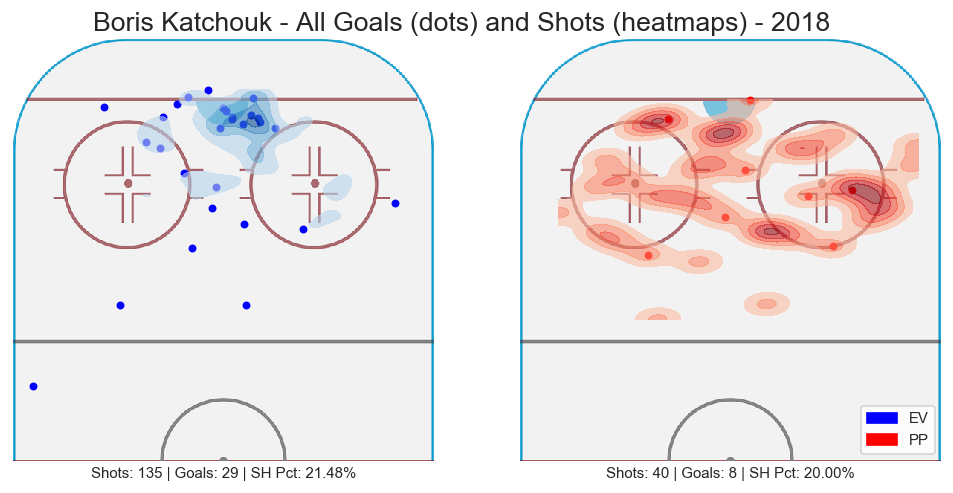 Boris Katchouk - All Goals (dots) and Shots (heatmaps) - 2018
EV
PP
Shots: 135 | Goals: 29 | SH Pct: 21.48%
Shots: 40 | Goals: 8 | SH Pct: 20.00%